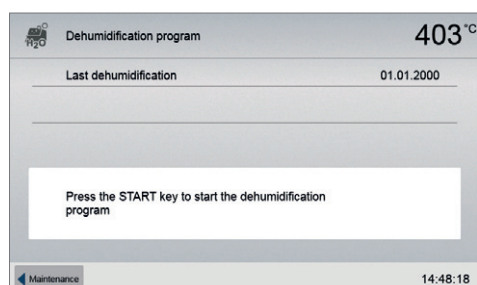 H2O Dehumidification program 403 °C
Last dehumidification 01.01.2000
Press the START key to start the dehumidification
program
Maintenance 14:48:18